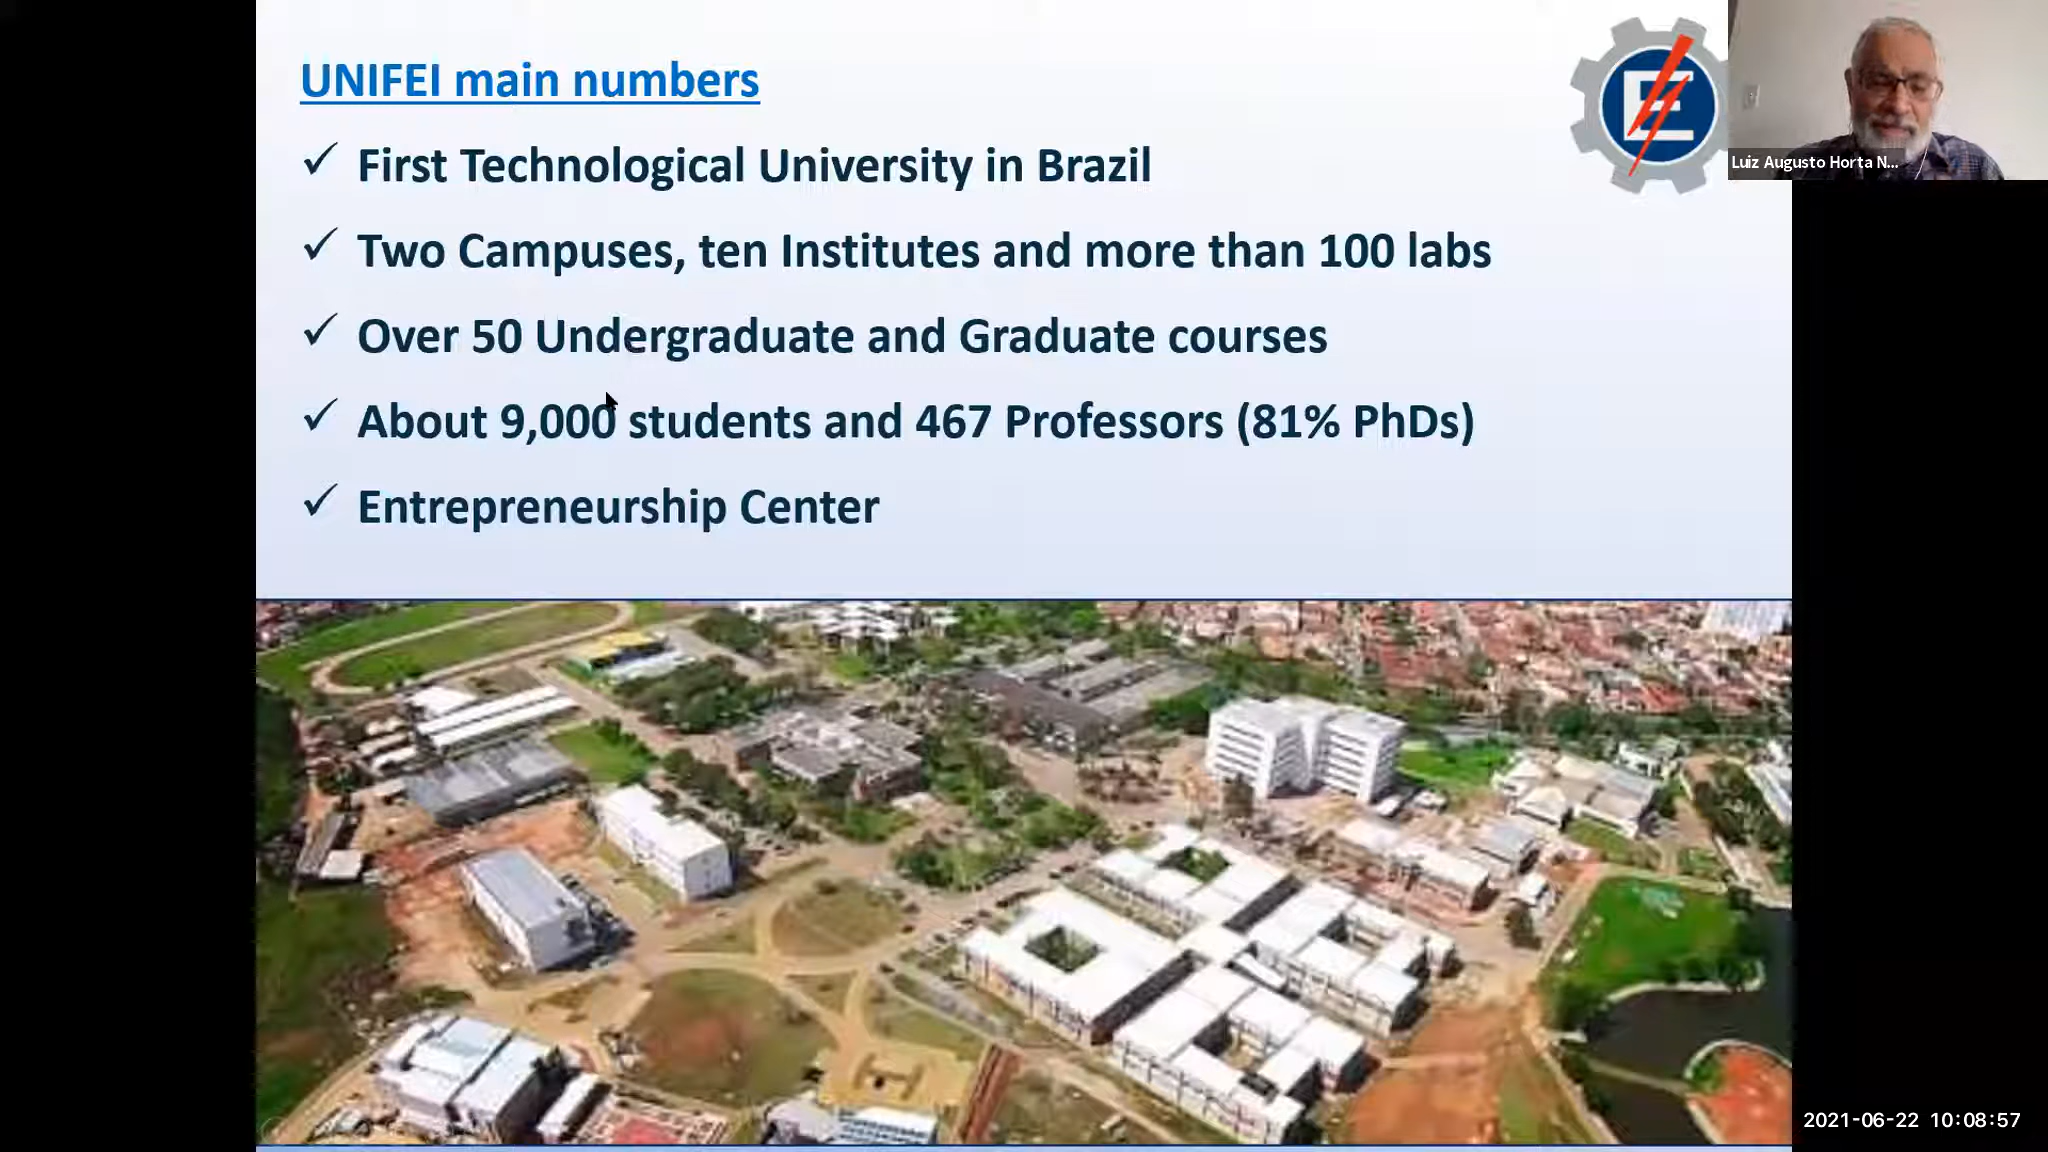 UNIFEI main numbers
✓ First Technological University in Brazil
✓ Two Campuses, ten Institutes and more than 100 labs
✓ Over 50 Undergraduate and Graduate courses
✓ About 9,000 students and 467 Professors (81% PhDs)
✓ Entrepreneurship Center
E
Luiz Augusto Horta N...
2021-06-22 10:08:57